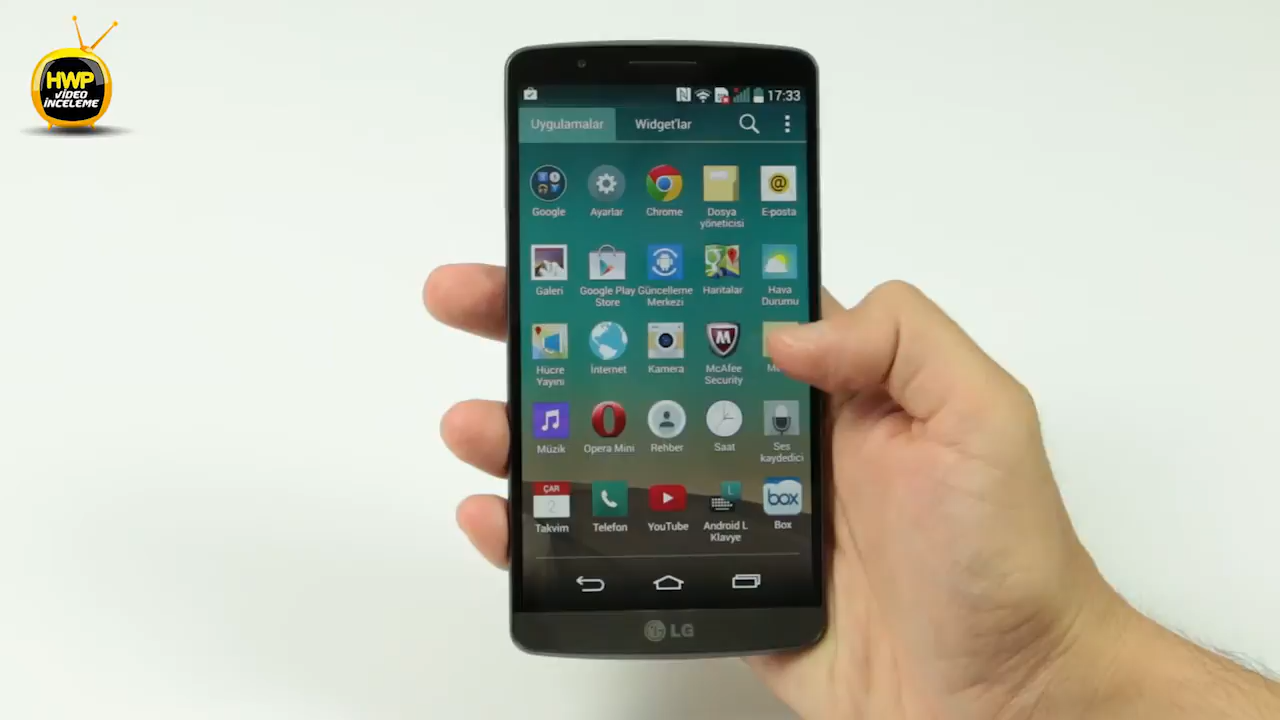 HWP
VİDEO
İNCELEME
17:33
Uygulamalar
Widget'lar
Google
Ayarlar
Chrome
Dosya
yöneticisi
E-posta
Galeri
Google Play
Store
Güncelleme
Merkezi
Haritalar
Hava
Durumu
Hücre
Yayını
İnternet
Kamera
McAfee
Security
Müzik
Opera Mini
Rehber
Saat
Ses
kaydedici
ÇAR
2
Takvim
Telefon
YouTube
L
Android L
Klavye
box
Box
LG